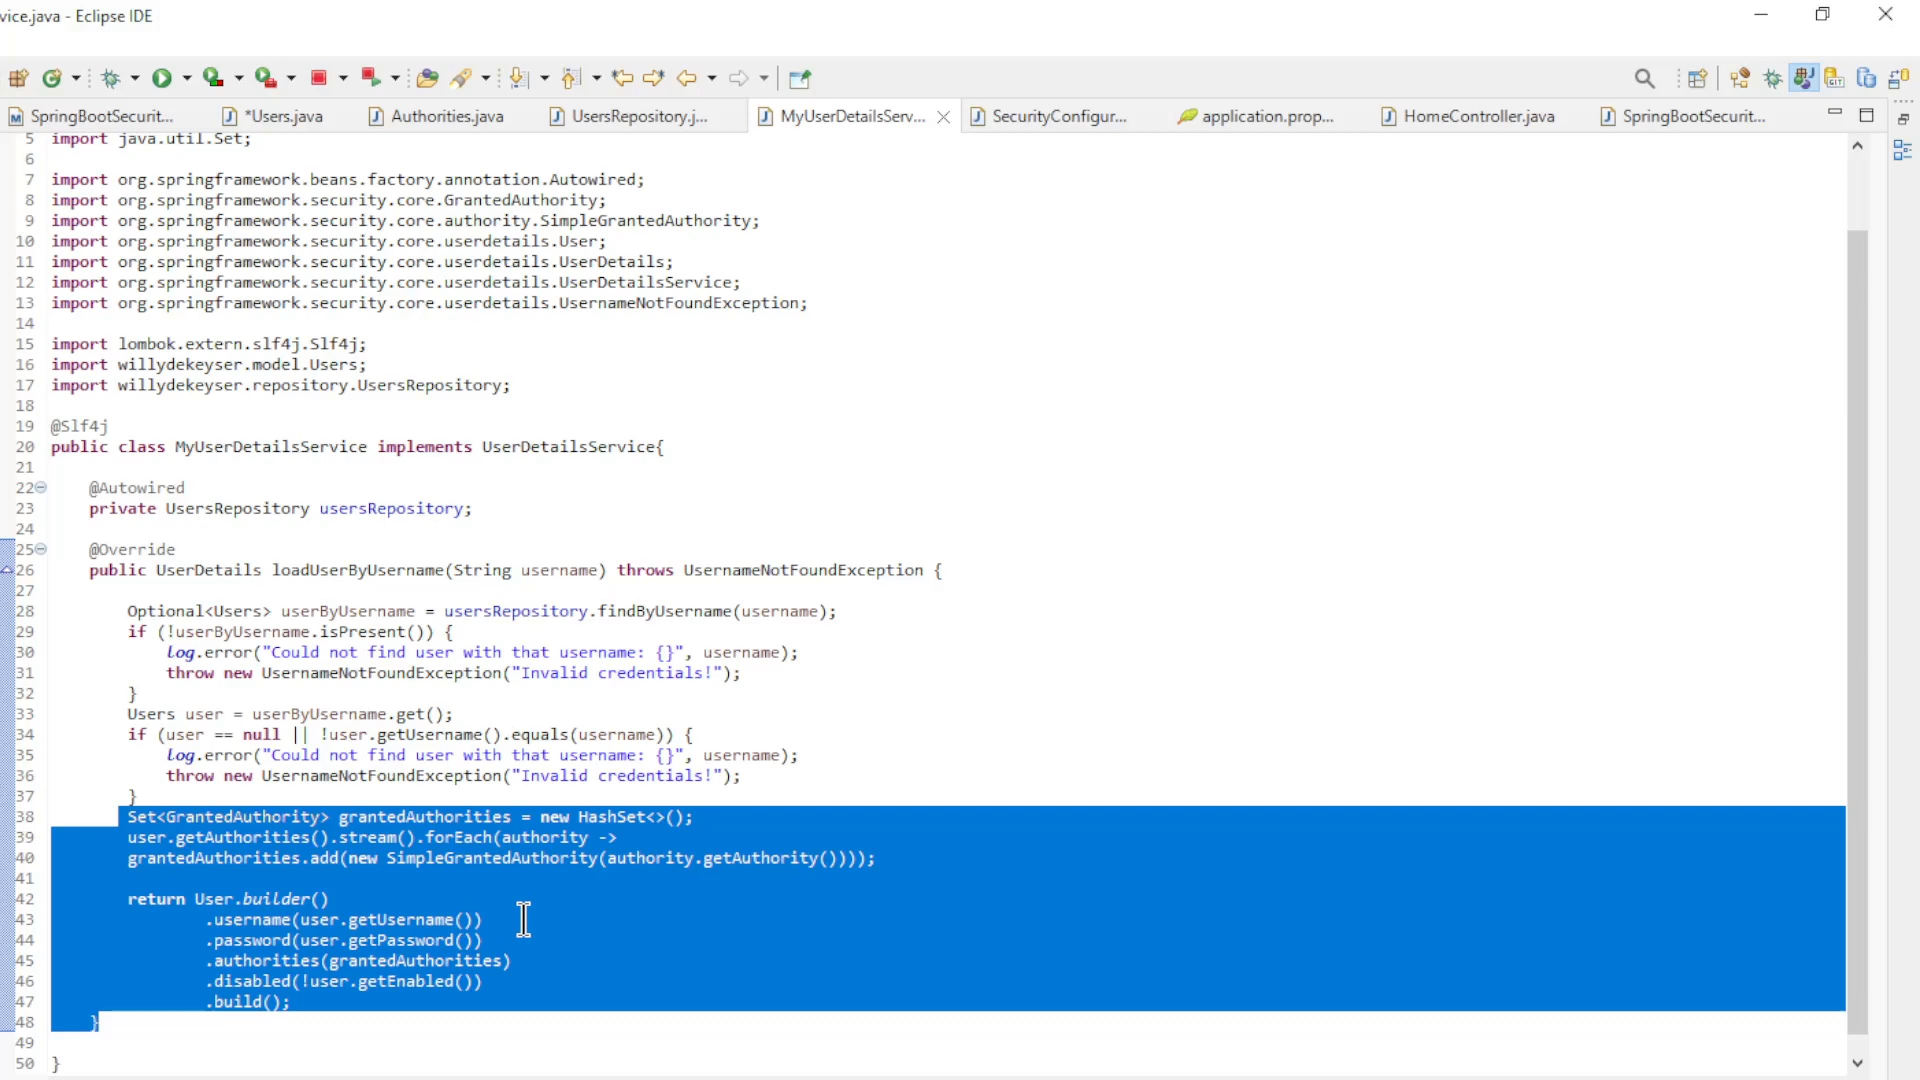 vice.java - Eclipse IDE
SpringBootSecurit...
*Users.java
Authorities.java
UsersRepository.j...
MyUserDetailsServ...
SecurityConfigur...
application.prop...
HomeController.java
SpringBootSecurit...
5 import java.util.Set;
6
7 import org.springframework.beans.factory.annotation.Autowired;
8 import org.springframework.security.core.GrantedAuthority;
9 import org.springframework.security.core.authority.SimpleGrantedAuthority;
10 import org.springframework.security.core.userdetails.User;
11 import org.springframework.security.core.userdetails.UserDetails;
12 import org.springframework.security.core.userdetails.UserDetailsService;
13 import org.springframework.security.core.userdetails.UsernameNotFoundException;
14
15 import lombok.extern.slf4j.Slf4j;
16 import willydekeyser.model.Users;
17 import willydekeyser.repository.UsersRepository;
18
19 @Slf4j
20 public class MyUserDetailsService implements UserDetailsService{
21
22 @Autowired
23 private UsersRepository usersRepository;
24
25 @Override
26 public UserDetails loadUserByUsername(String username) throws UsernameNotFoundException {
27
28 Optional<Users> userByUsername = usersRepository.findByUsername(username);
29 if (!userByUsername.isPresent()) {
30 log.error("Could not find user with that username: {}", username);
31 throw new UsernameNotFoundException("Invalid credentials!");
32 }
33 Users user = userByUsername.get();
34 if (user == null || !user.getUsername().equals(username)) {
35 log.error("Could not find user with that username: {}", username);
36 throw new UsernameNotFoundException("Invalid credentials!");
37 }
38 Set<GrantedAuthority> grantedAuthorities = new HashSet<>();
39 user.getAuthorities().stream().forEach(authority ->
40 grantedAuthorities.add(new SimpleGrantedAuthority(authority.getAuthority())));
41
42 return User.builder()
43 .username(user.getUsername())
44 .password(user.getPassword())
45 .authorities(grantedAuthorities)
46 .disabled(!user.getEnabled())
47 .build();
48 }
49
50 }